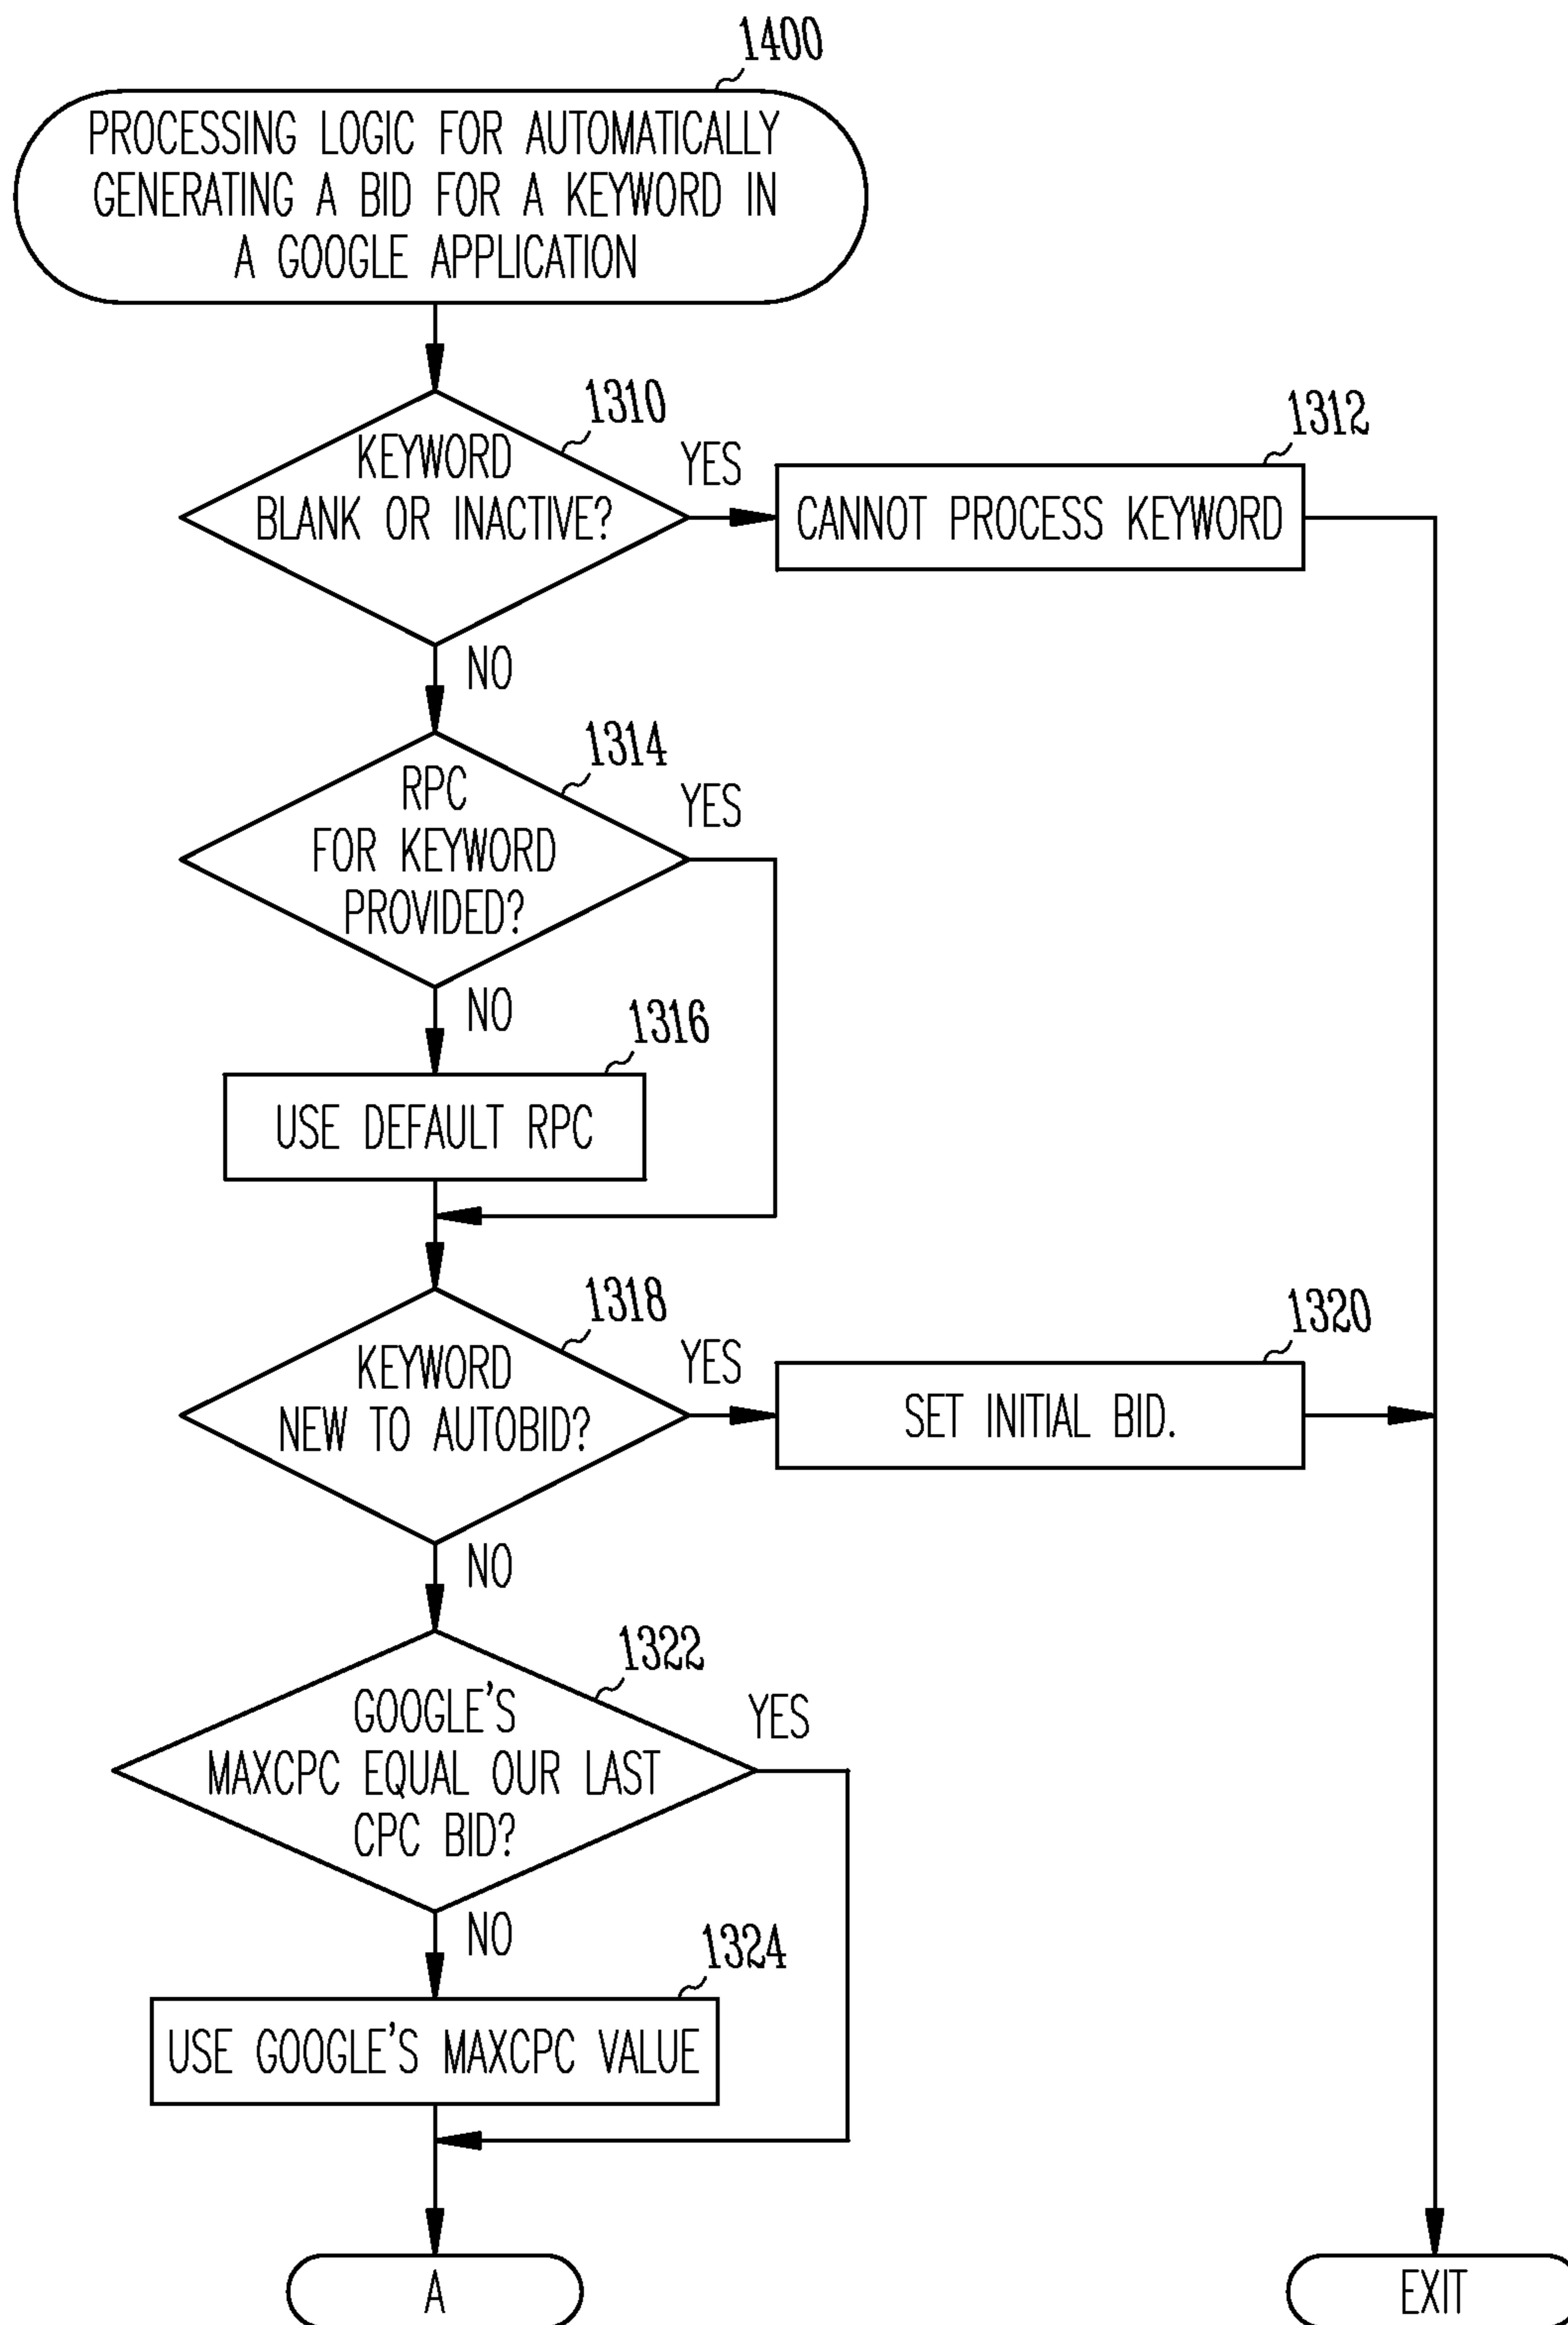 1400
PROCESSING LOGIC FOR AUTOMATICALLY
GENERATING A BID FOR A KEYWORD IN
A GOOGLE APPLICATION
1310
KEYWORD
BLANK OR INACTIVE?
YES
1312
CANNOT PROCESS KEYWORD
NO
1314
RPC
FOR KEYWORD
PROVIDED?
YES
NO
1316
USE DEFAULT RPC
1318
KEYWORD
NEW TO AUTOBID?
YES
1320
SET INITIAL BID.
NO
1322
GOOGLE'S
MAXCPC EQUAL OUR LAST
CPC BID?
YES
NO
1324
USE GOOGLE'S MAXCPC VALUE
A
EXIT